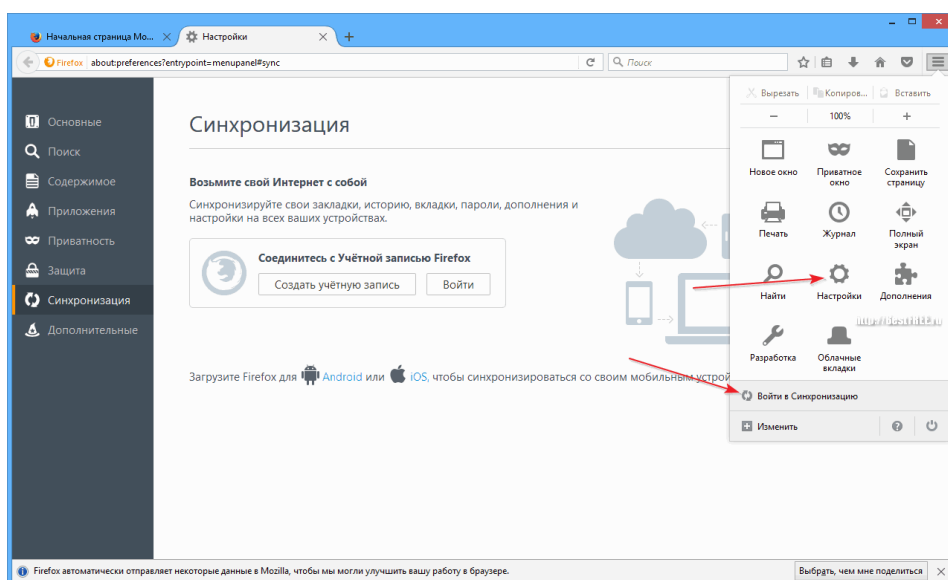 Начальная страница Mo...
Настройки
Firefox about:preferences?entrypoint=menupanel#sync
Поиск
Основные
Поиск
Содержимое
Приложения
Приватность
Защита
Синхронизация
Дополнительные
Синхронизация
Возьмите свой Интернет с собой
Синхронизируйте свои закладки, историю, вкладки, пароли, дополнения и
настройки на всех ваших устройствах.
Соединитесь с Учётной записью Firefox
Создать учётную запись Войти
Загрузите Firefox для Android или iOS, чтобы синхронизироваться со своим мобильным устрой
Вырезать Копиров... Вставить
− 100% +
Новое окно
Приватное
окно
Сохранить
страницу
Печать
Журнал
Полный
экран
Найти
Настройки
Дополнения
Разработка
Облачные
вкладки
Войти в Синхронизацию
Изменить
Firefox автоматически отправляет некоторые данные в Mozilla, чтобы мы могли улучшить вашу работу в браузере.
Выбрать, чем мне поделиться